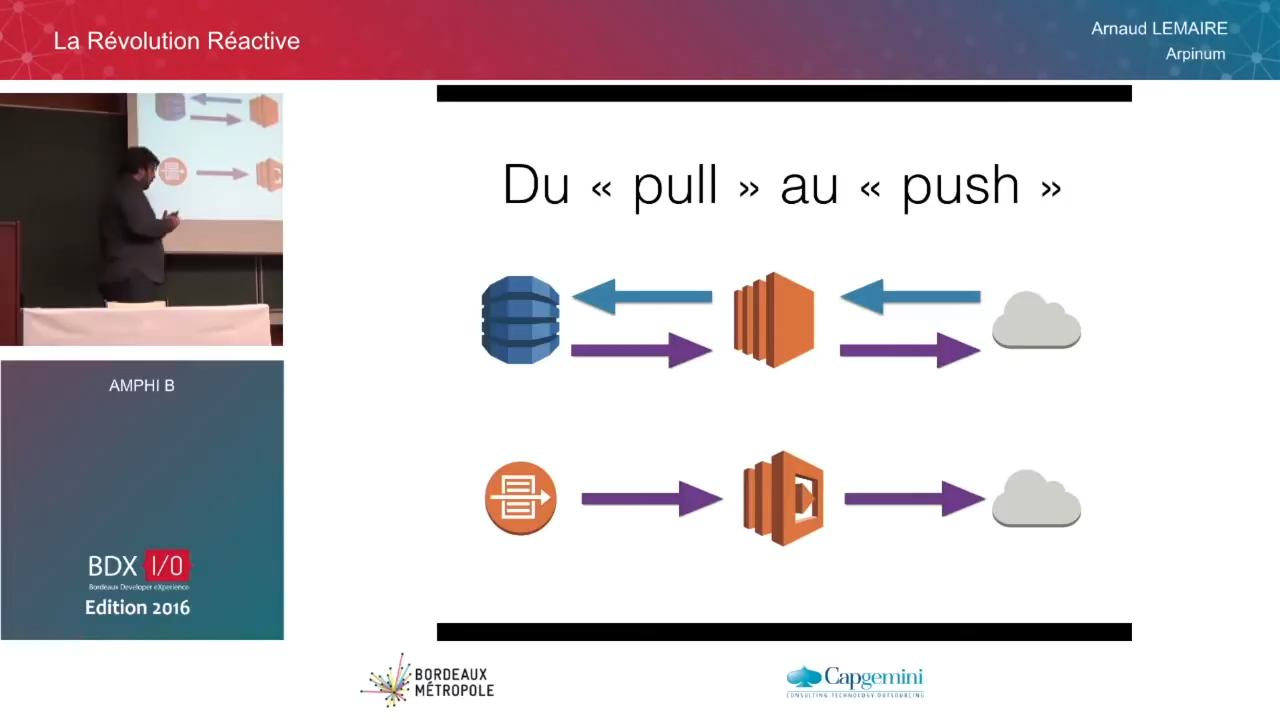 La Révolution Réactive
Arnaud LEMAIRE
Arpinum
Du « pull » au « push »
AMPHI B
BDX I/O
Bordeaux Developer eXperience
Edition 2016
BORDEAUX
MÉTROPOLE
Capgemini
CONSULTING.TECHNOLOGY.OUTSOURCING